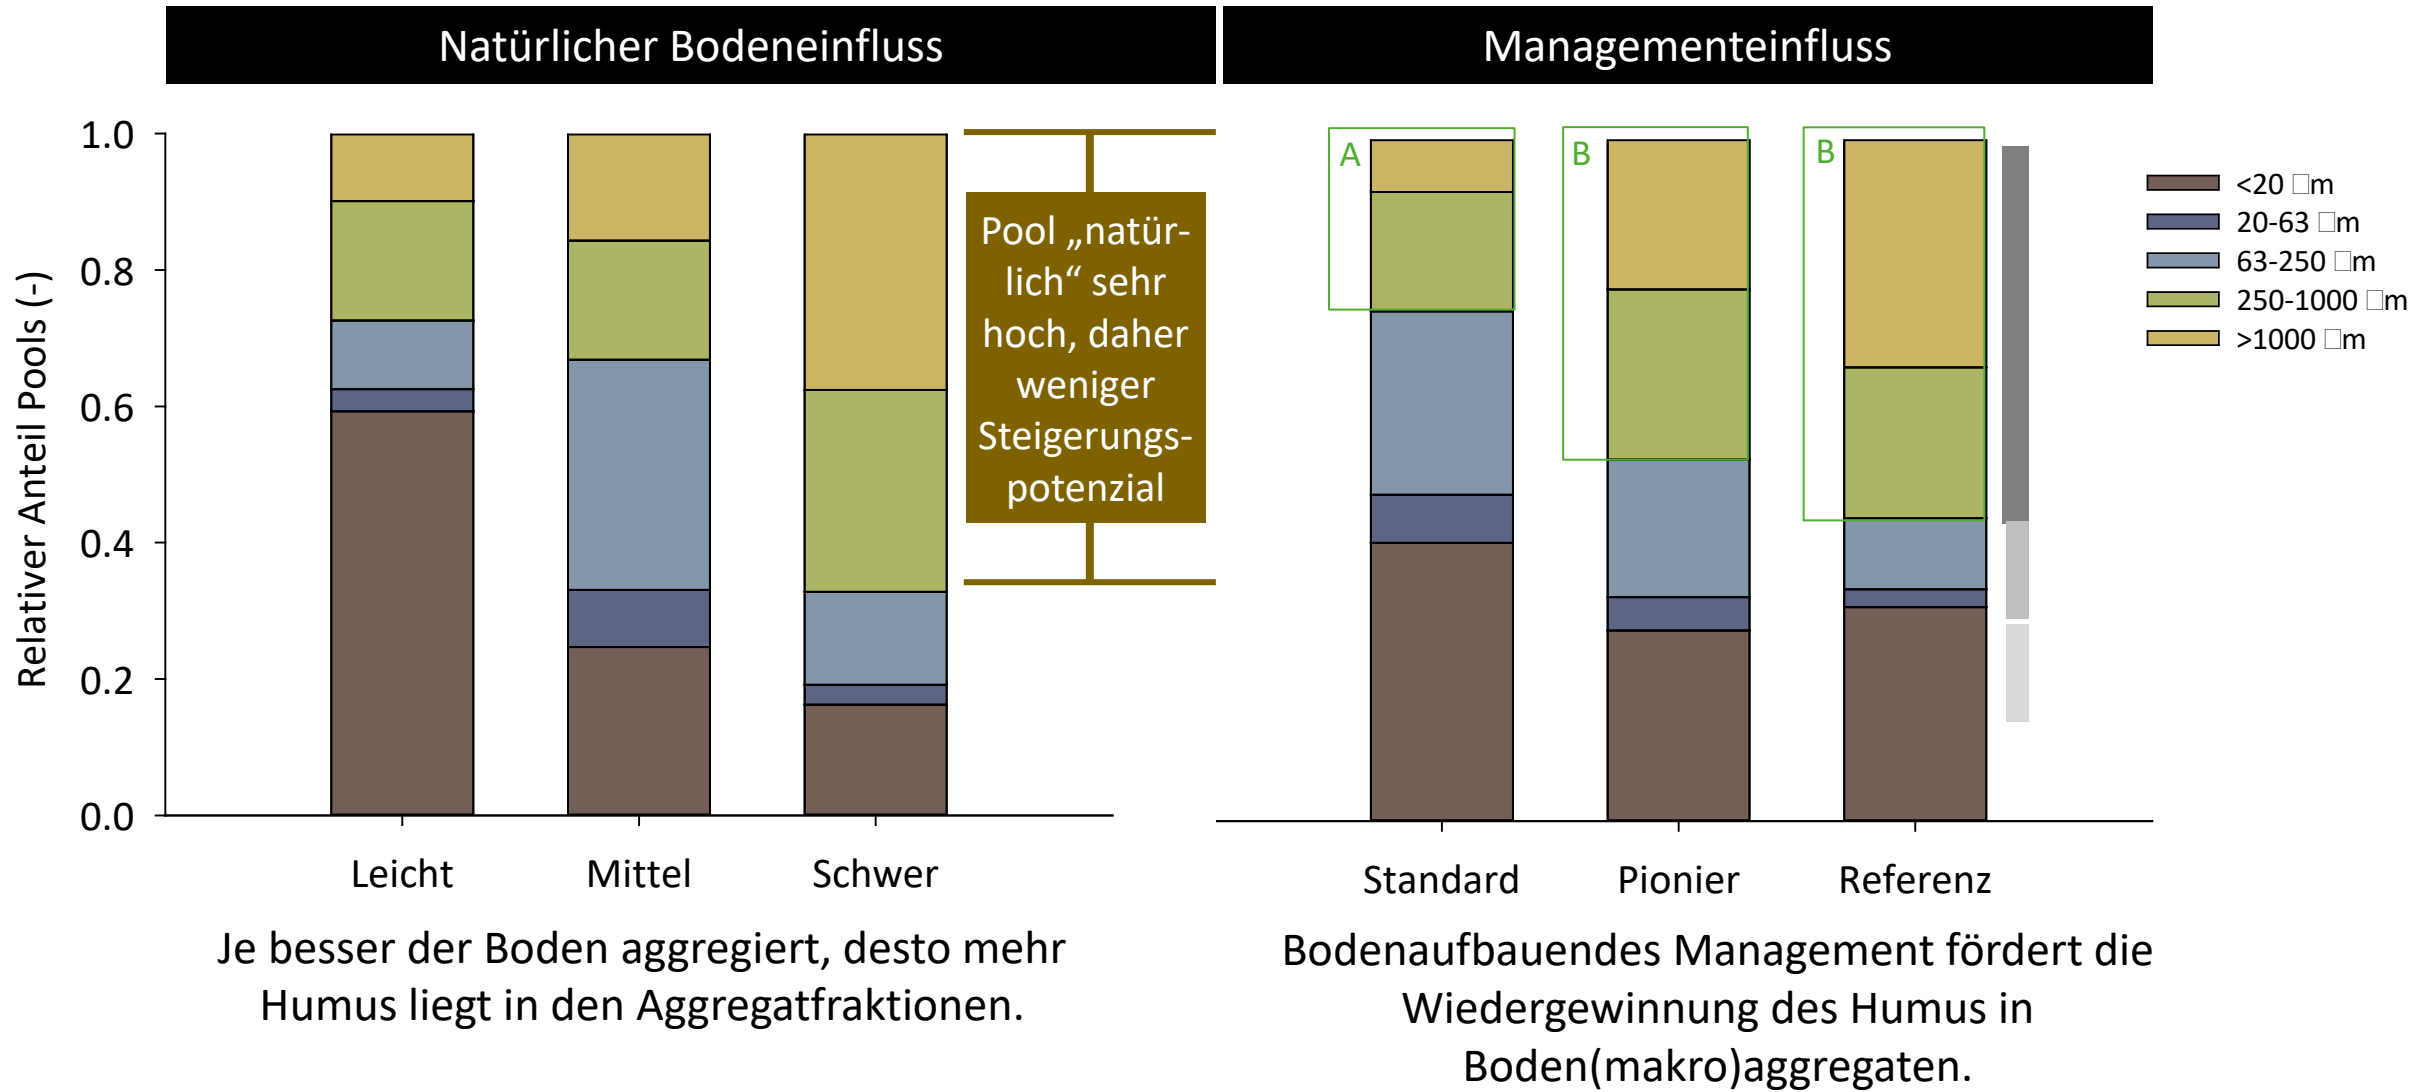 Natürlicher Bodeneinfluss
Managementeinfluss
Relativer Anteil Pools (-)
1.0
0.8
0.6
0.4
0.2
0.0
Pool „natür-
lich“ sehr
hoch, daher
weniger
Steigerungs-
potenzial
A
B
B
<20 □m
20-63 □m
63-250 □m
250-1000 □m
>1000 □m
Leicht
Mittel
Schwer
Standard
Pionier
Referenz
Je besser der Boden aggregiert, desto mehr
Humus liegt in den Aggregatfraktionen.
Bodenaufbauendes Management fördert die
Wiedergewinnung des Humus in
Boden(makro)aggregaten.